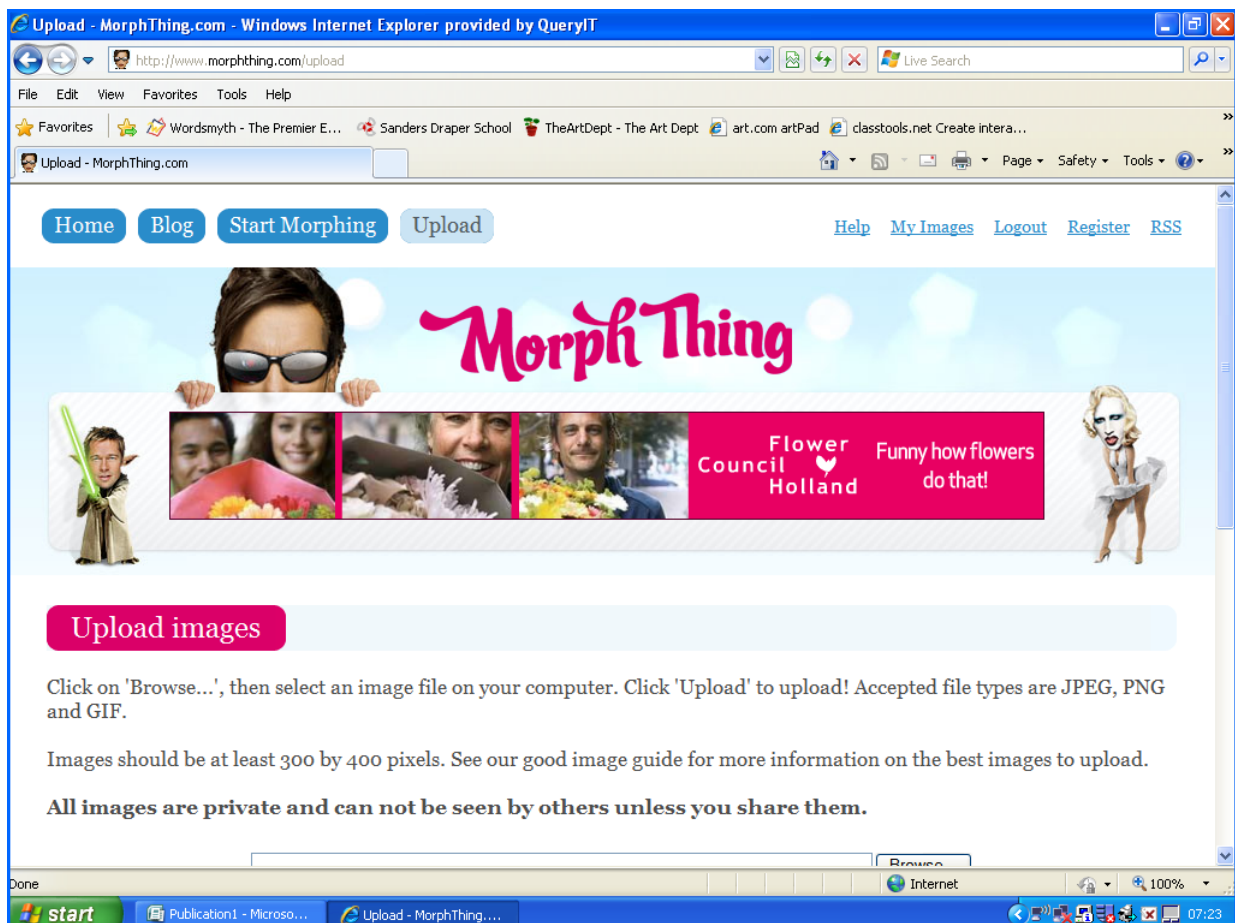 Upload - MorphThing.com - Windows Internet Explorer provided by QueryIT
http://www.morphthing.com/upload
Live Search
File Edit View Favorites Tools Help
Favorites Wordsmyth - The Premier E... Sanders Draper School TheArtDept - The Art Dept art.com artPad classtools.net Create intera...
Upload - MorphThing.com Page Safety Tools
Home Blog Start Morphing Upload Help My Images Logout Register RSS
Morph Thing
Flower
Council
Holland
Funny how flowers
do that!
Upload images
Click on 'Browse...', then select an image file on your computer. Click 'Upload' to upload! Accepted file types are JPEG, PNG
and GIF.
Images should be at least 300 by 400 pixels. See our good image guide for more information on the best images to upload.
All images are private and can not be seen by others unless you share them.
Browse...
Done Internet 100%
start Publication1 - Microso... Upload - MorphThing.... 07:23